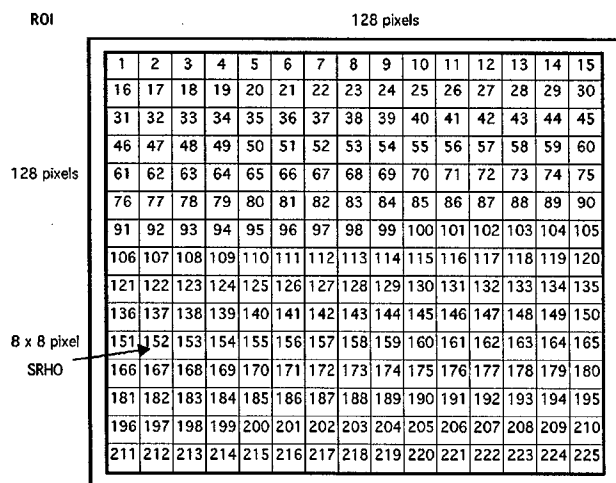 ROI 128 pixels
1 2 3 4 5 6 7 8 9 10 11 12 13 14 15
16 17 18 19 20 21 22 23 24 25 26 27 28 29 30
31 32 33 34 35 36 37 38 39 40 41 42 43 44 45
46 47 48 49 50 51 52 53 54 55 56 57 58 59 60
128 pixels 61 62 63 64 65 66 67 68 69 70 71 72 73 74 75
76 77 78 79 80 81 82 83 84 85 86 87 88 89 90
91 92 93 94 95 96 97 98 99 100 101 102 103 104 105
106 107 108 109 110 111 112 113 114 115 116 117 118 119 120
121 122 123 124 125 126 127 128 129 130 131 132 133 134 135
136 137 138 139 140 141 142 143 144 145 146 147 148 149 150
8 x 8 pixel 151 152 153 154 155 156 157 158 159 160 161 162 163 164 165
SRHO 166 167 168 169 170 171 172 173 174 175 176 177 178 179 180
181 182 183 184 185 186 187 188 189 190 191 192 193 194 195
196 197 198 199 200 201 202 203 204 205 206 207 208 209 210
211 212 213 214 215 216 217 218 219 220 221 222 223 224 225